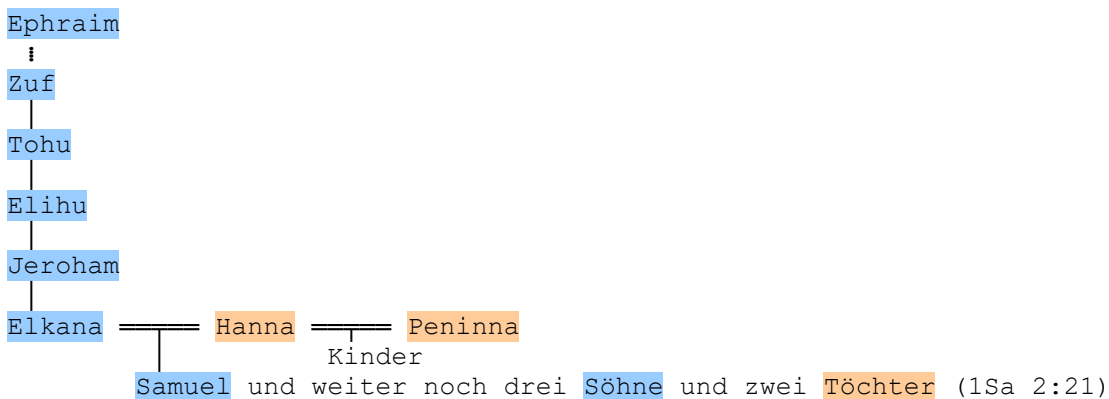 Ephraim
Zuf
Tohu
Elihu
Jeroham
Elkana Hanna Peninna
Kinder
Samuel und weiter noch drei Söhne und zwei Töchter (1Sa 2:21)